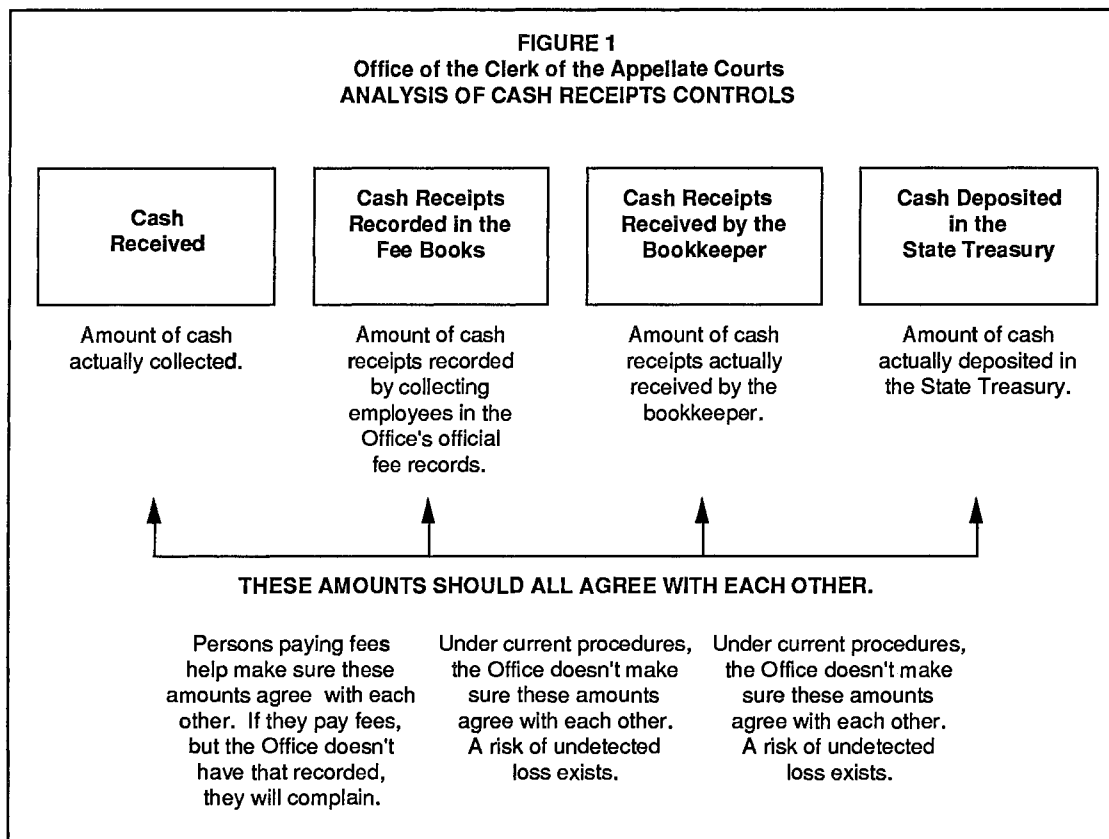 FIGURE 1
Office of the Clerk of the Appellate Courts
ANALYSIS OF CASH RECEIPTS CONTROLS
Cash
Received
Cash Receipts
Recorded in the
Fee Books
Cash Receipts
Received by the
Bookkeeper
Cash Deposited
in the
State Treasury
Amount of cash
actually collected.
Amount of cash
receipts recorded
by collecting
employees in the
Office's official
fee records.
Amount of cash
receipts actually
received by the
bookkeeper.
Amount of cash
actually deposited in
the State Treasury.
THESE AMOUNTS SHOULD ALL AGREE WITH EACH OTHER.
Persons paying fees
help make sure these
amounts agree with each
other. If they pay fees,
but the Office doesn't
have that recorded,
they will complain.
Under current procedures,
the Office doesn't make
sure these amounts
agree with each other.
A risk of undetected
loss exists.
Under current procedures,
the Office doesn't make
sure these amounts
agree with each other.
A risk of undetected
loss exists.